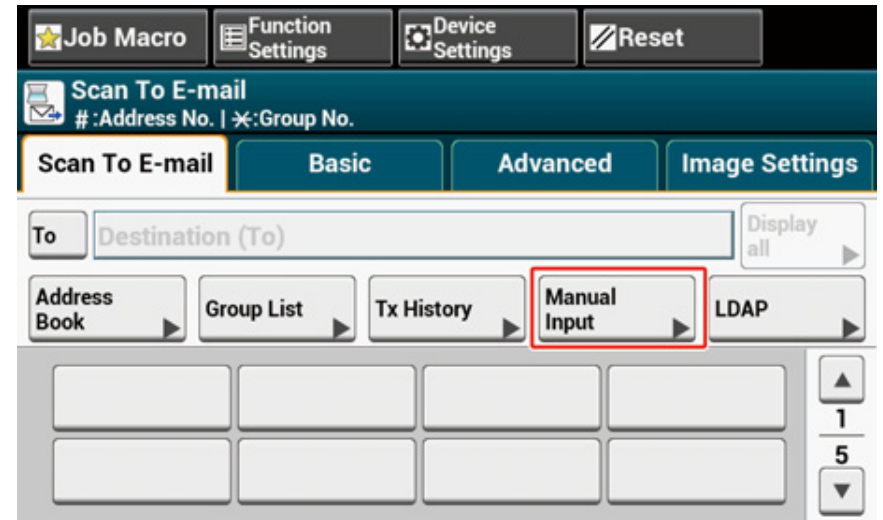 Job Macro
Function
Settings
Device
Settings
Reset
Scan To E-mail
#:Address No. | ⚹:Group No.
Scan To E-mail
Basic
Advanced
Image Settings
To
Destination (To)
Display
all
Address
Book
Group List
Tx History
Manual
Input
LDAP
1
5